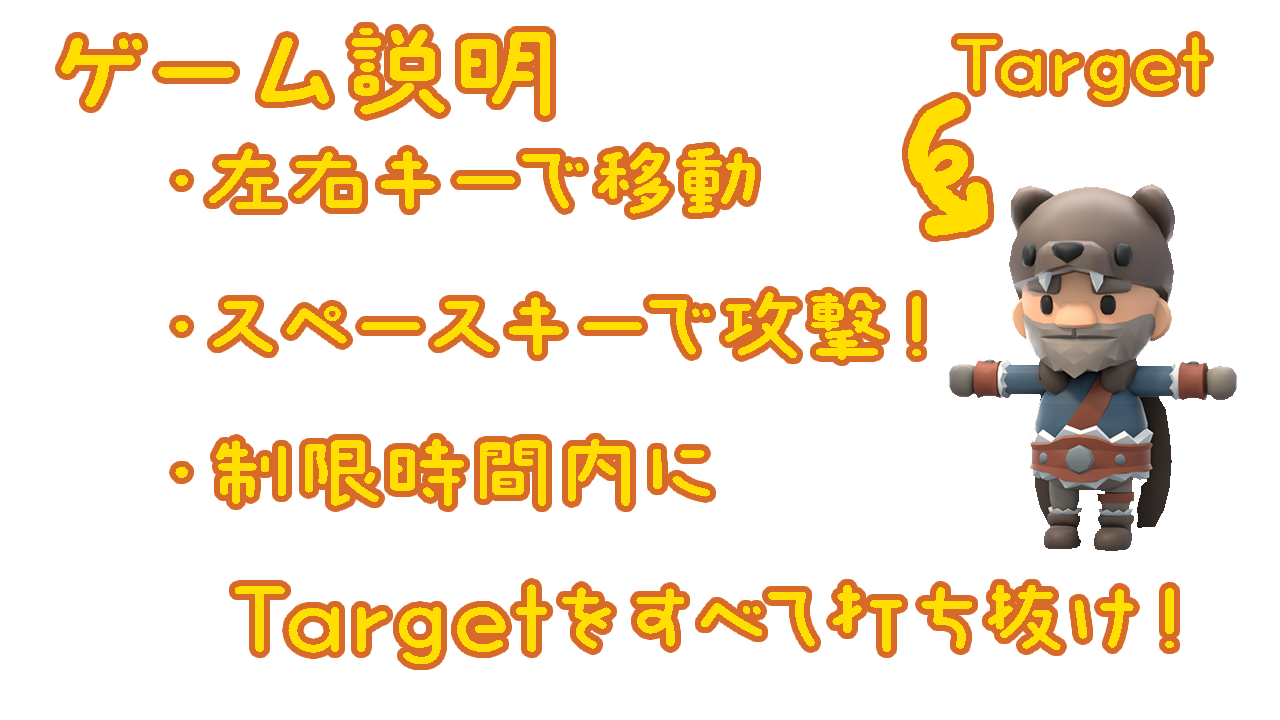 ゲーム説明
Target
・左右キーで移動
・スペースキーで攻撃！
・制限時間内に
Targetをすべて打ち抜け！